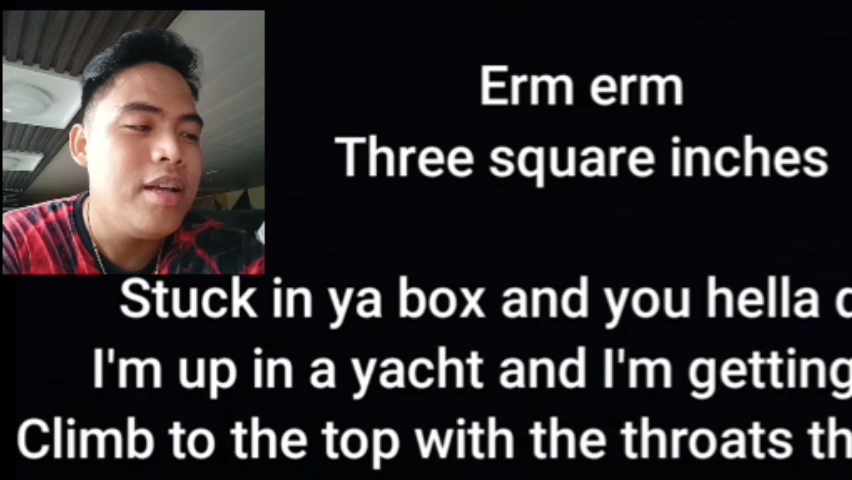 Erm erm
Three square inches
Stuck in ya box and you hella
I'm up in a yacht and I'm getting
Climb to the top with the throats